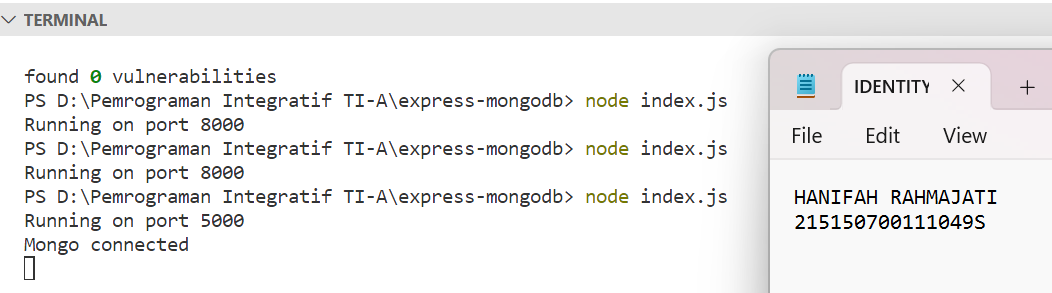 TERMINAL
found 0 vulnerabilities
PS D:\Pemrograman Integratif TI-A\express-mongodb> node index.js
Running on port 8000
PS D:\Pemrograman Integratif TI-A\express-mongodb> node index.js
Running on port 8000
PS D:\Pemrograman Integratif TI-A\express-mongodb> node index.js
Running on port 5000
Mongo connected
IDENTITY
File Edit View
HANIFAH RAHMAJATI
215150700111049S